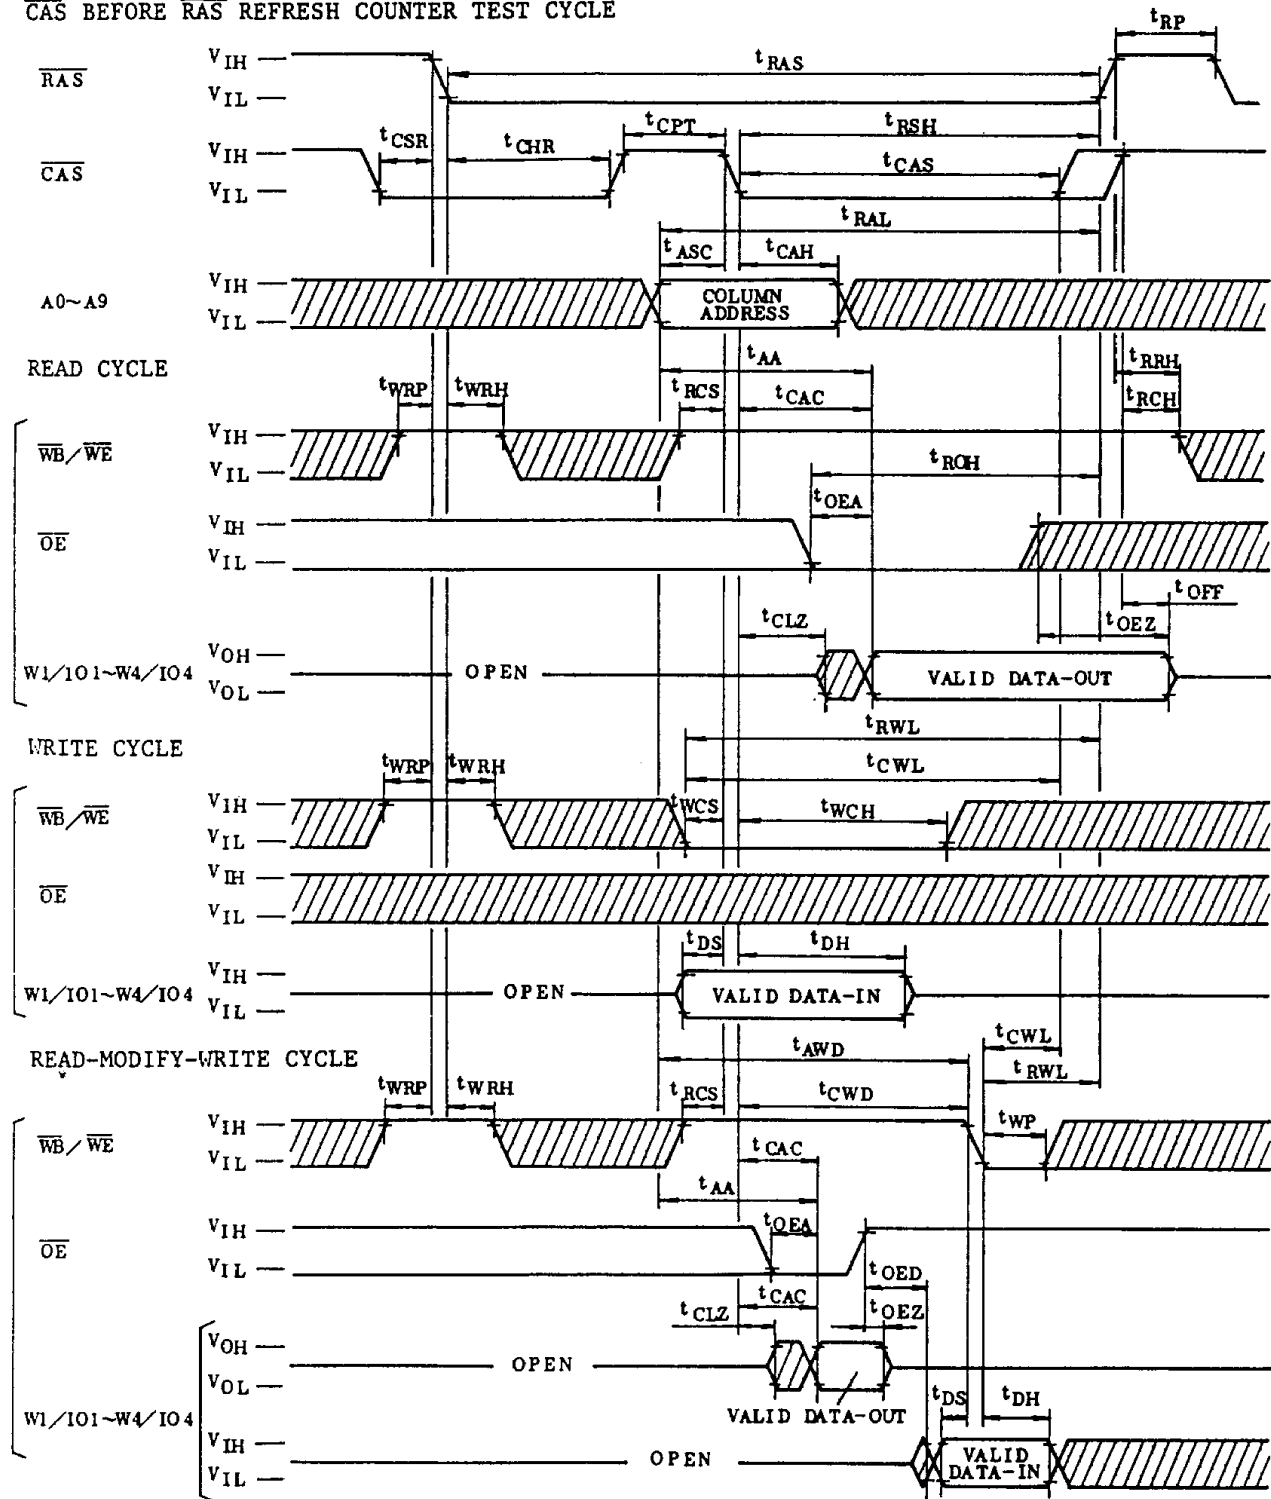 CAS BEFORE RAS REFRESH COUNTER TEST CYCLE
tRP
RAS
VIH
VIL
tRAS
tCSR
tCHR
tCPT
tRSH
CAS
VIH
VIL
tCAS
tRAL
tASC
tCAH
A0~A9
VIH
VIL
COLUMN
ADDRESS
READ CYCLE
tAA
tRRH
tWRP
tWRH
tRCS
tCAC
tRCH
WB/WE
VIH
VIL
tROH
tOEA
OE
VIH
VIL
tOFF
tCLZ
tOEZ
W1/IO1~W4/IO4
VOH
VOL
OPEN
VALID DATA-OUT
WRITE CYCLE
tRWL
tWRP
tWRH
tCWL
WB/WE
VIH
VIL
tWCS
tWCH
OE
VIH
VIL
tDS
tDH
W1/IO1~W4/IO4
VIH
VIL
OPEN
VALID DATA-IN
READ-MODIFY-WRITE CYCLE
tAWD
tCWL
tRWL
tWRP
tWRH
tRCS
tCWD
tWP
WB/WE
VIH
VIL
tCAC
tAA
tOEA
OE
VIH
VIL
tOED
tCAC
tCLZ
tOEZ
VOH
VOL
OPEN
VALID DATA-OUT
tDS
tDH
W1/IO1~W4/IO4
VIH
VIL
OPEN
VALID
DATA-IN